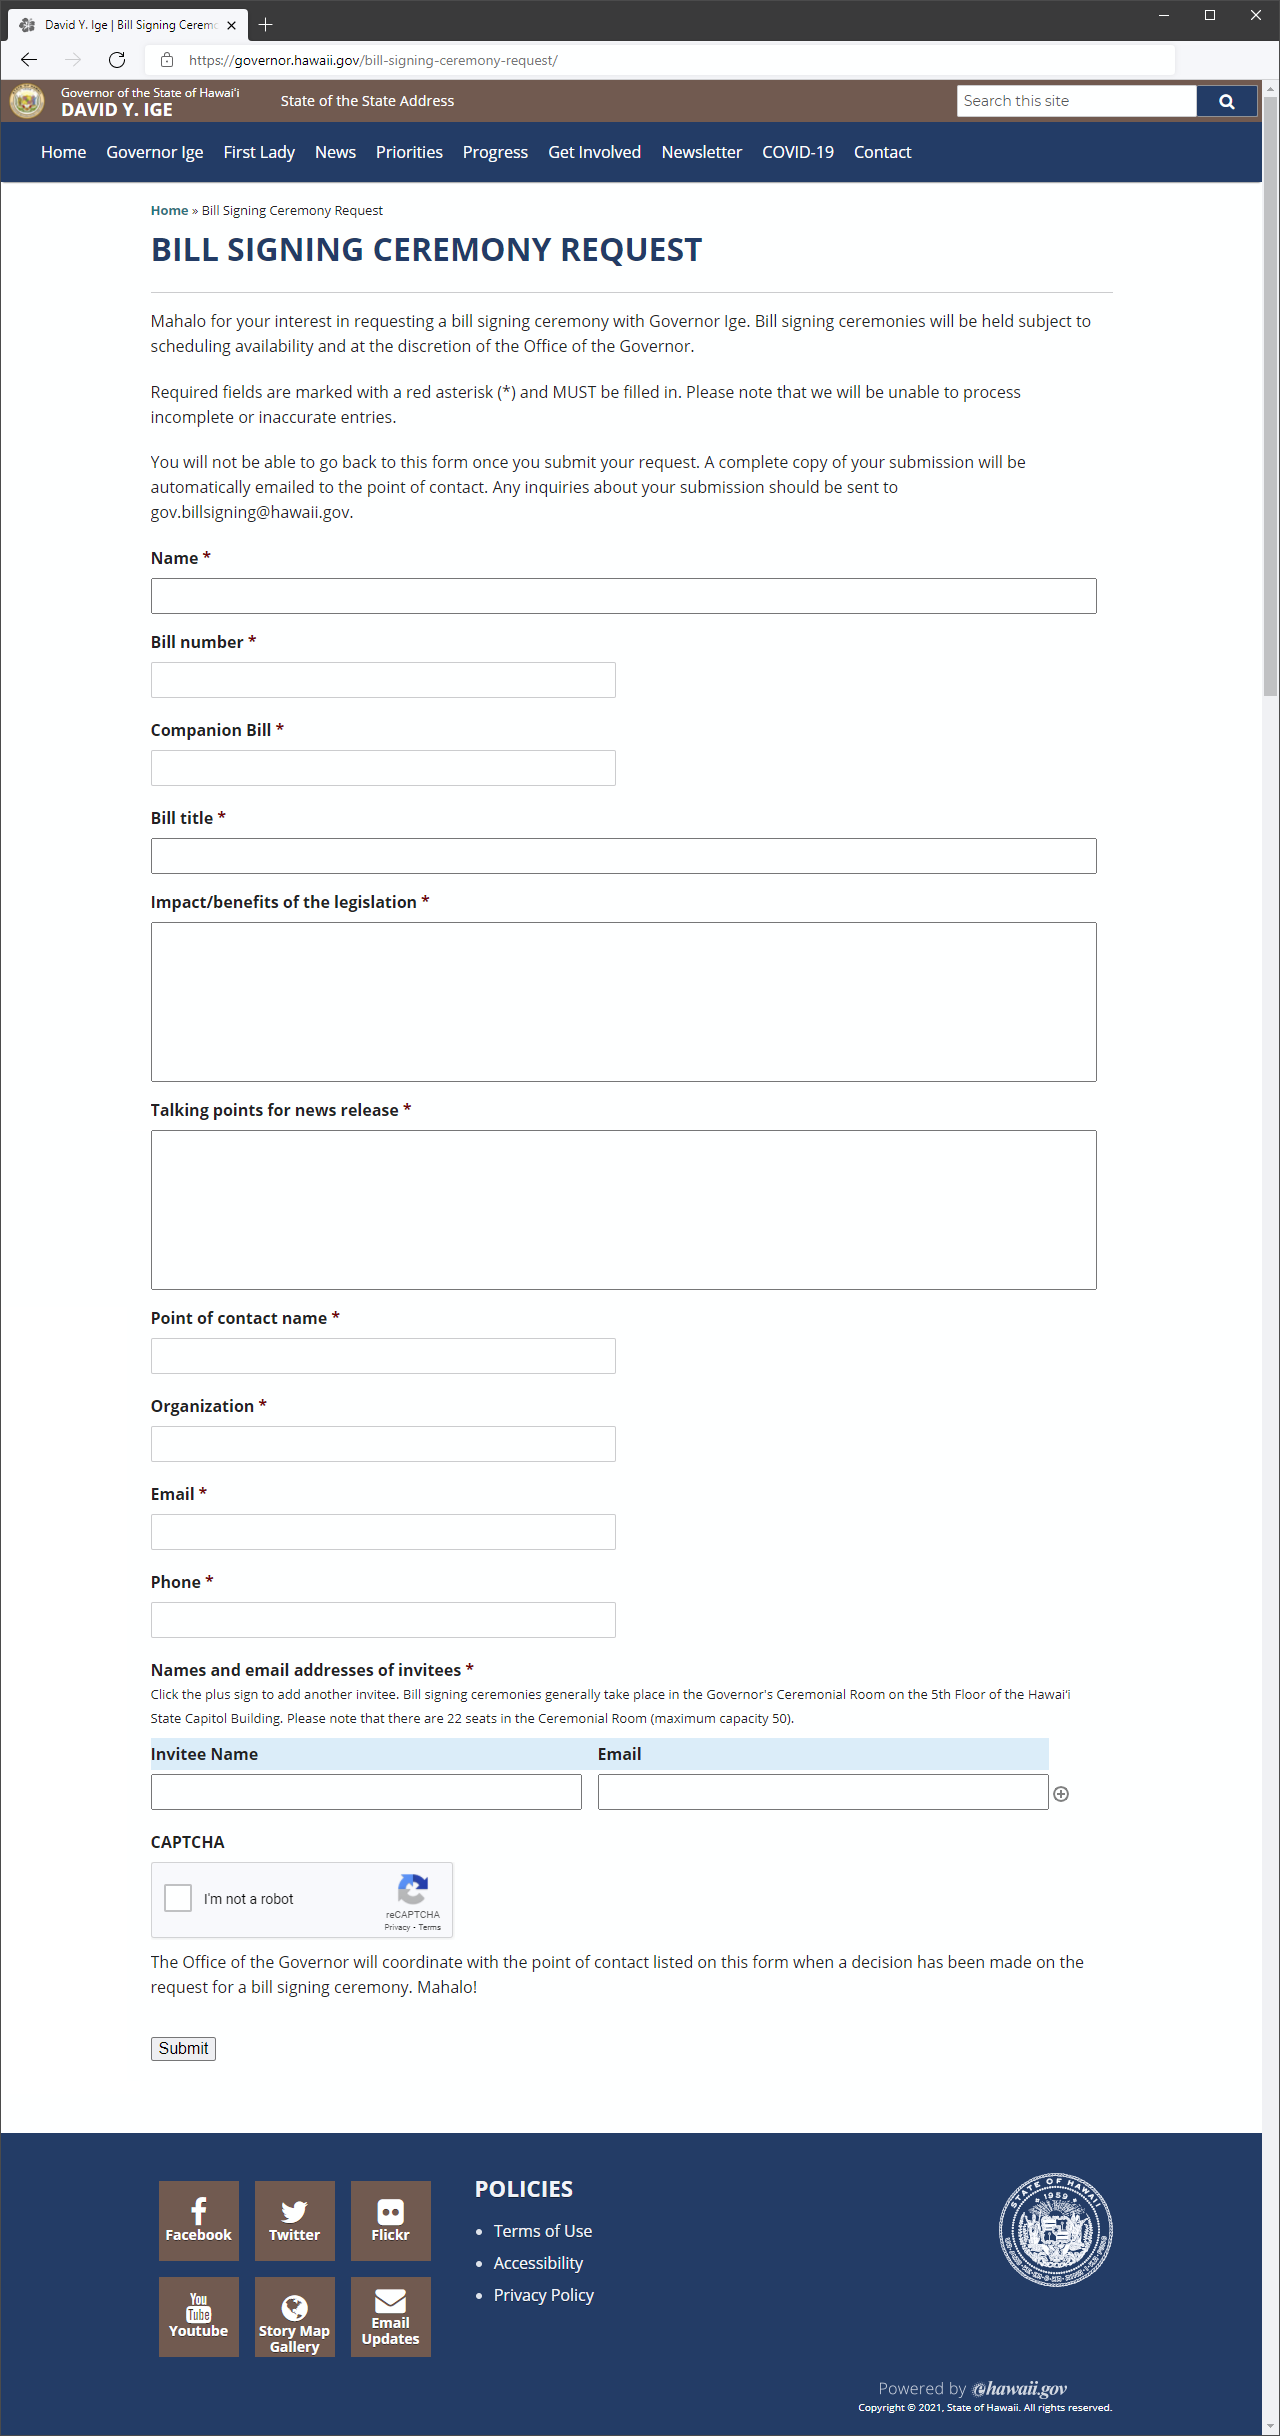 David Y. Ige | Bill Signing Ceremo
https://governor.hawaii.gov/bill-signing-ceremony-request/
Governor of the State of Hawaiʻi
DAVID Y. IGE
State of the State Address
Search this site
Home Governor Ige First Lady News Priorities Progress Get Involved Newsletter COVID-19 Contact
Home » Bill Signing Ceremony Request
BILL SIGNING CEREMONY REQUEST
Mahalo for your interest in requesting a bill signing ceremony with Governor Ige. Bill signing ceremonies will be held subject to
scheduling availability and at the discretion of the Office of the Governor.
Required fields are marked with a red asterisk (*) and MUST be filled in. Please note that we will be unable to process
incomplete or inaccurate entries.
You will not be able to go back to this form once you submit your request. A complete copy of your submission will be
automatically emailed to the point of contact. Any inquiries about your submission should be sent to
gov.billsigning@hawaii.gov.
Name *
Bill number *
Companion Bill *
Bill title *
Impact/benefits of the legislation *
Talking points for news release *
Point of contact name *
Organization *
Email *
Phone *
Names and email addresses of invitees *
Click the plus sign to add another invitee. Bill signing ceremonies generally take place in the Governor's Ceremonial Room on the 5th Floor of the Hawaiʻi
State Capitol Building. Please note that there are 22 seats in the Ceremonial Room (maximum capacity 50).
Invitee Name Email
CAPTCHA
I'm not a robot
reCAPTCHA
Privacy - Terms
The Office of the Governor will coordinate with the point of contact listed on this form when a decision has been made on the
request for a bill signing ceremony. Mahalo!
Submit
Facebook Twitter Flickr
You
Tube
Youtube
Story Map
Gallery
Email
Updates
POLICIES
Terms of Use
Accessibility
Privacy Policy
STATE OF HAWAII
1959
Powered by ehawaii.gov
Copyright © 2021, State of Hawaii. All rights reserved.